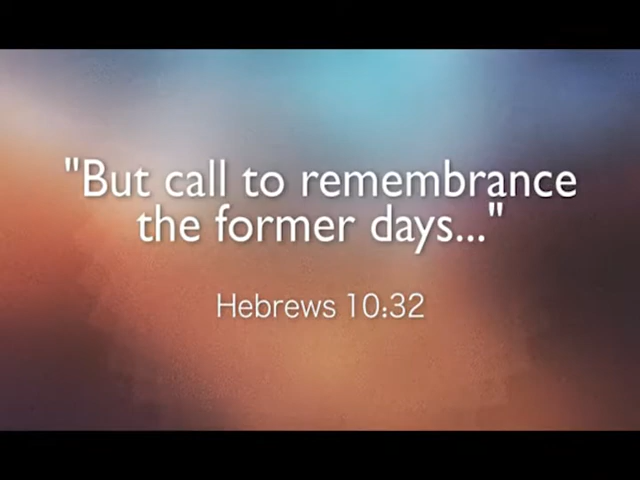 "But call to remembrance
the former days..."
Hebrews 10:32